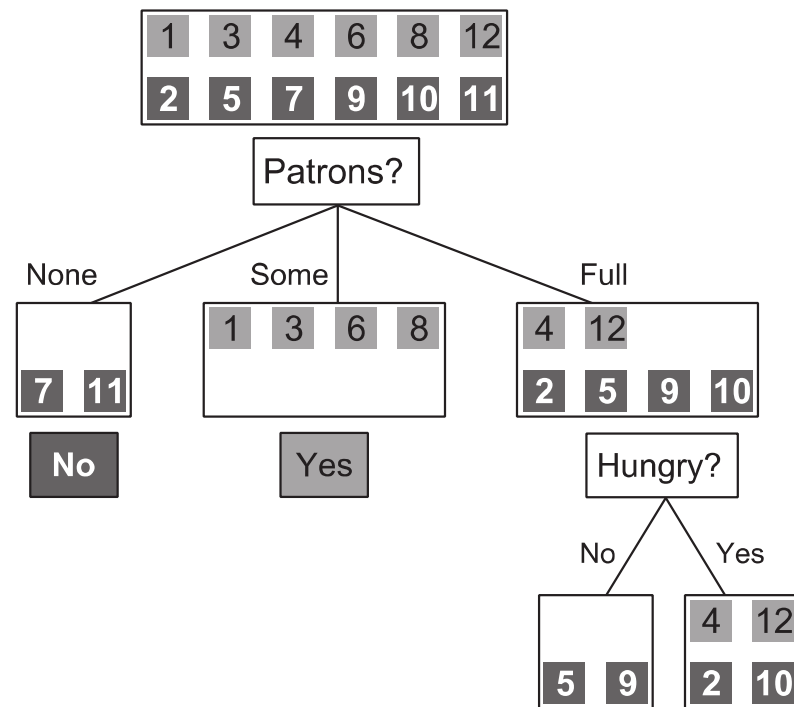 1 3 4 6 8 12
2 5 7 9 10 11
Patrons?
None Some Full
1 3 6 8 4 12
7 11 2 5 9 10
No Yes Hungry?
No Yes
4 12
5 9 2 10